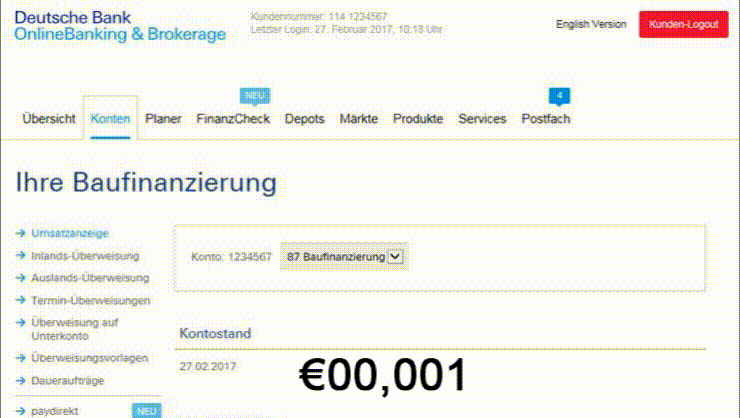 Deutsche Bank
OnlineBanking & Brokerage
Kundennummer: 114 1234567
Letzter Login: 27. Februar 2017, 10:18 Uhr
English Version
Kunden-Logout
NEU
4
Übersicht Konten Planer FinanzCheck Depots Märkte Produkte Services Postfach
Ihre Baufinanzierung
Umsatzanzeige
Inlands-Überweisung
Auslands-Überweisung
Termin-Überweisungen
Überweisung auf
Unterkonto
Überweisungsvorlagen
Daueraufträge
paydirekt NEU
Konto: 1234567 87 Baufinanzierung
Kontostand
27.02.2017 €00,001